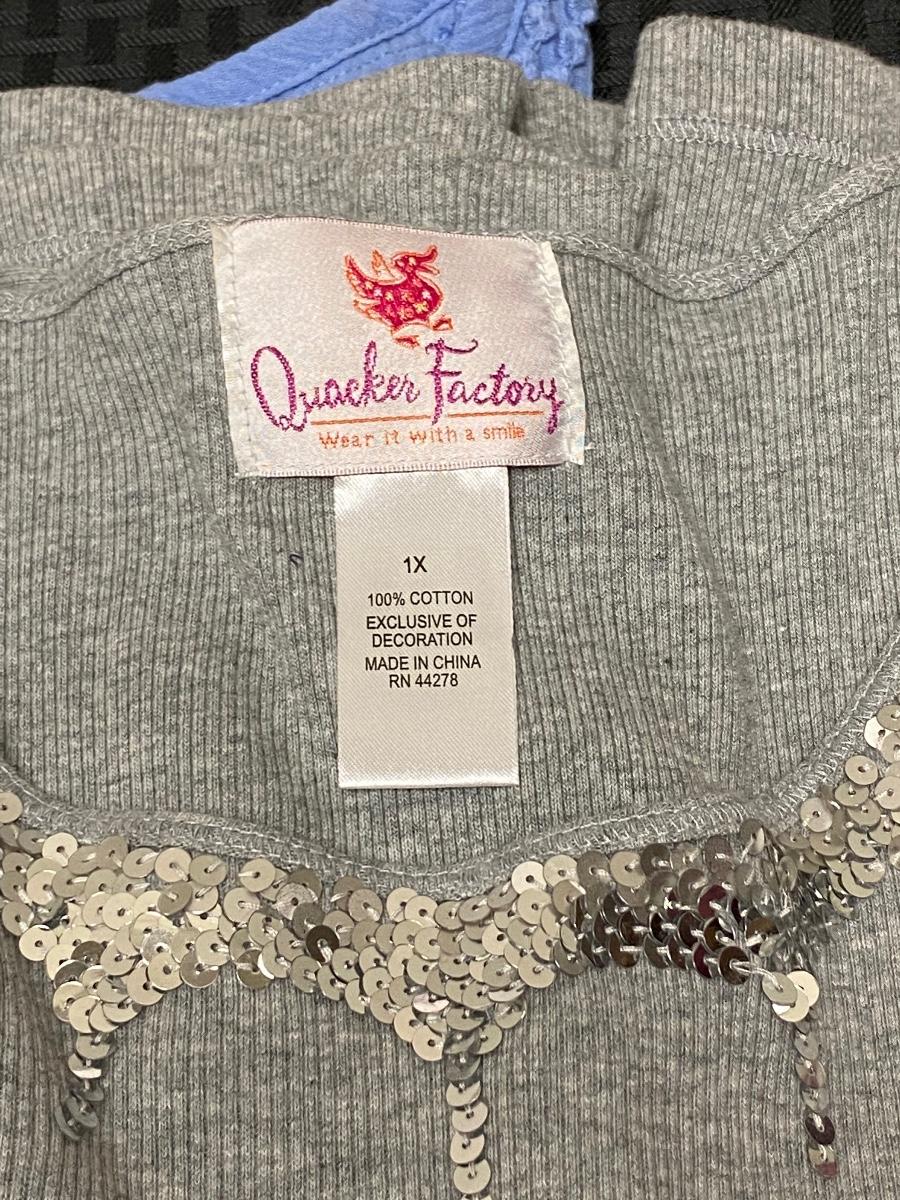 Quacker Factory
Wear it with a smile
1X
100% COTTON
EXCLUSIVE OF
DECORATION
MADE IN CHINA
RN 44278